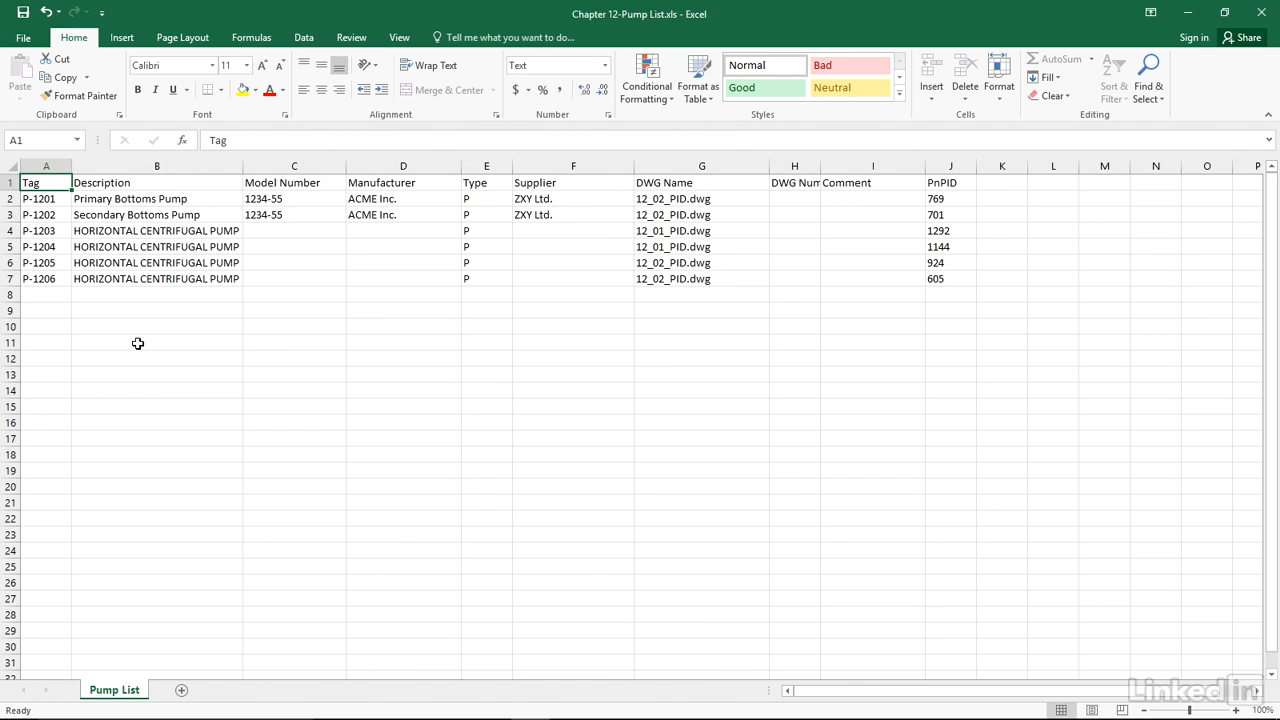 Chapter 12-Pump List.xls - Excel
File Home Insert Page Layout Formulas Data Review View Tell me what you want to do... Sign in Share
Paste Cut Copy Format Painter Clipboard
Calibri 11 A A B I U A Font
Wrap Text Merge & Center Alignment
Text $ % , Number
Conditional Formatting Format as Table Normal Bad Good Neutral Styles
Insert Delete Format Cells
AutoSum Fill Clear Sort & Filter Find & Select Editing
A1 fx Tag
A B C D E F G H I J K L M N O P
1 Tag Description Model Number Manufacturer Type Supplier DWG Name DWG Num Comment PnPID
2 P-1201 Primary Bottoms Pump 1234-55 ACME Inc. P ZXY Ltd. 12_02_PID.dwg 769
3 P-1202 Secondary Bottoms Pump 1234-55 ACME Inc. P ZXY Ltd. 12_02_PID.dwg 701
4 P-1203 HORIZONTAL CENTRIFUGAL PUMP P 12_01_PID.dwg 1292
5 P-1204 HORIZONTAL CENTRIFUGAL PUMP P 12_01_PID.dwg 1144
6 P-1205 HORIZONTAL CENTRIFUGAL PUMP P 12_02_PID.dwg 924
7 P-1206 HORIZONTAL CENTRIFUGAL PUMP P 12_02_PID.dwg 605
8
9
10
11
12
13
14
15
16
17
18
19
20
21
22
23
24
25
26
27
28
29
30
31
32
Pump List
Linked in
Ready 100%